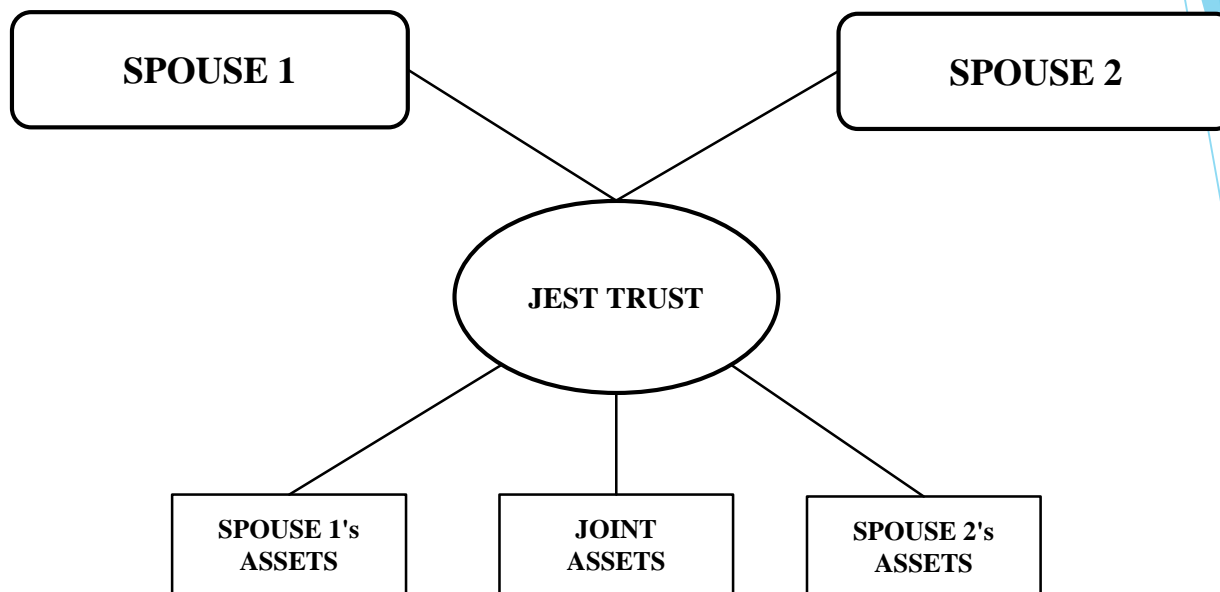 SPOUSE 1
SPOUSE 2
JEST TRUST
SPOUSE 1's
ASSETS
JOINT
ASSETS
SPOUSE 2's
ASSETS